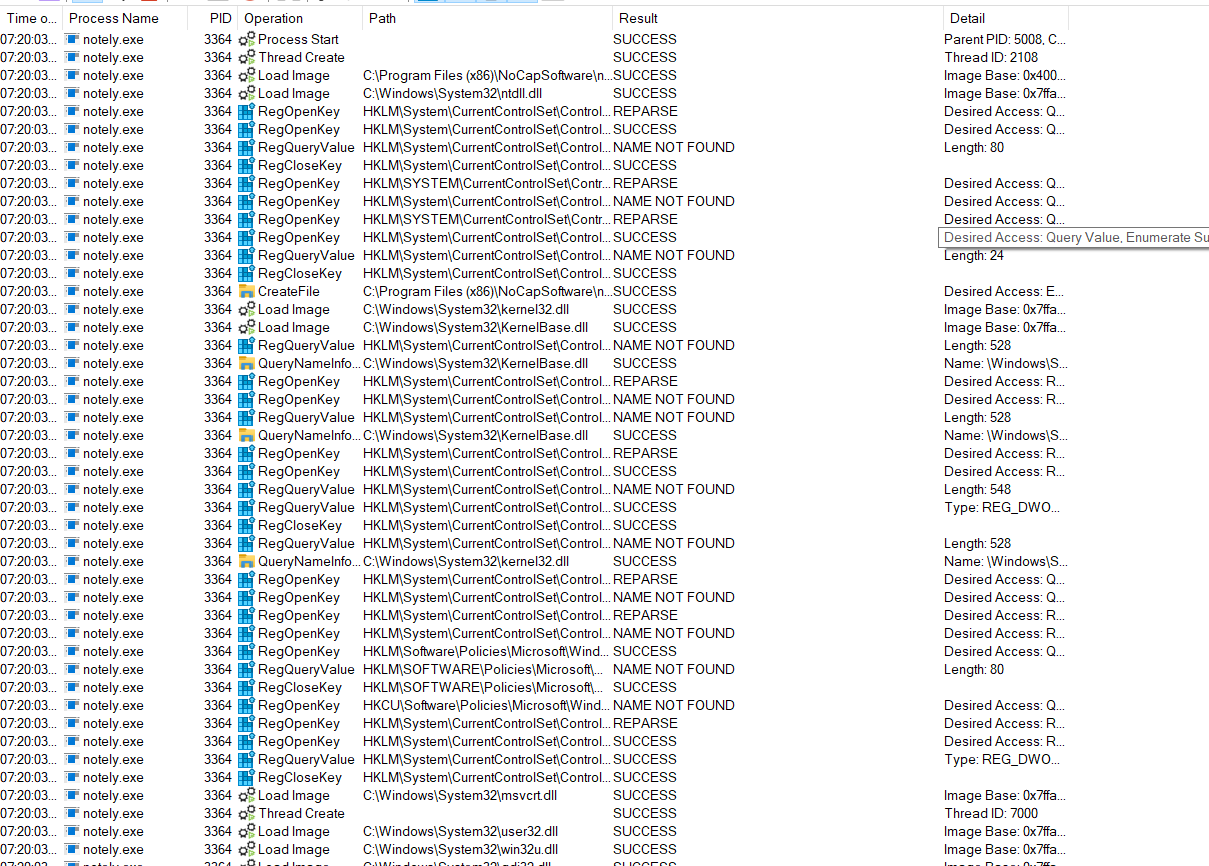 Time o... Process Name PID Operation Path Result Detail
07:20:03... notely.exe 3364 Process Start SUCCESS Parent PID: 5008, C...
07:20:03... notely.exe 3364 Thread Create SUCCESS Thread ID: 2108
07:20:03... notely.exe 3364 Load Image C:\Program Files (x86)\NoCapSoftware\n... SUCCESS Image Base: 0x400...
07:20:03... notely.exe 3364 Load Image C:\Windows\System32\ntdll.dll SUCCESS Image Base: 0x7ffa...
07:20:03... notely.exe 3364 RegOpenKey HKLM\System\CurrentControlSet\Control... REPARSE Desired Access: Q...
07:20:03... notely.exe 3364 RegOpenKey HKLM\System\CurrentControlSet\Control... SUCCESS Desired Access: Q...
07:20:03... notely.exe 3364 RegQueryValue HKLM\System\CurrentControlSet\Control... NAME NOT FOUND Length: 80
07:20:03... notely.exe 3364 RegCloseKey HKLM\System\CurrentControlSet\Control... SUCCESS
07:20:03... notely.exe 3364 RegOpenKey HKLM\SYSTEM\CurrentControlSet\Contr... REPARSE Desired Access: Q...
07:20:03... notely.exe 3364 RegOpenKey HKLM\System\CurrentControlSet\Control... NAME NOT FOUND Desired Access: Q...
07:20:03... notely.exe 3364 RegOpenKey HKLM\SYSTEM\CurrentControlSet\Contr... REPARSE Desired Access: Q...
07:20:03... notely.exe 3364 RegOpenKey HKLM\System\CurrentControlSet\Control... SUCCESS Desired Access: Query Value, Enumerate Su
07:20:03... notely.exe 3364 RegQueryValue HKLM\System\CurrentControlSet\Control... NAME NOT FOUND Length: 24
07:20:03... notely.exe 3364 RegCloseKey HKLM\System\CurrentControlSet\Control... SUCCESS
07:20:03... notely.exe 3364 CreateFile C:\Program Files (x86)\NoCapSoftware\n... SUCCESS Desired Access: E...
07:20:03... notely.exe 3364 Load Image C:\Windows\System32\kernel32.dll SUCCESS Image Base: 0x7ffa...
07:20:03... notely.exe 3364 Load Image C:\Windows\System32\KernelBase.dll SUCCESS Image Base: 0x7ffa...
07:20:03... notely.exe 3364 RegQueryValue HKLM\System\CurrentControlSet\Control... NAME NOT FOUND Length: 528
07:20:03... notely.exe 3364 QueryNameInfo... C:\Windows\System32\KernelBase.dll SUCCESS Name: \Windows\S...
07:20:03... notely.exe 3364 RegOpenKey HKLM\System\CurrentControlSet\Control... REPARSE Desired Access: R...
07:20:03... notely.exe 3364 RegOpenKey HKLM\System\CurrentControlSet\Control... NAME NOT FOUND Desired Access: R...
07:20:03... notely.exe 3364 RegQueryValue HKLM\System\CurrentControlSet\Control... NAME NOT FOUND Length: 528
07:20:03... notely.exe 3364 QueryNameInfo... C:\Windows\System32\KernelBase.dll SUCCESS Name: \Windows\S...
07:20:03... notely.exe 3364 RegOpenKey HKLM\System\CurrentControlSet\Control... REPARSE Desired Access: R...
07:20:03... notely.exe 3364 RegOpenKey HKLM\System\CurrentControlSet\Control... SUCCESS Desired Access: R...
07:20:03... notely.exe 3364 RegQueryValue HKLM\System\CurrentControlSet\Control... NAME NOT FOUND Length: 548
07:20:03... notely.exe 3364 RegQueryValue HKLM\System\CurrentControlSet\Control... SUCCESS Type: REG_DWO...
07:20:03... notely.exe 3364 RegCloseKey HKLM\System\CurrentControlSet\Control... SUCCESS
07:20:03... notely.exe 3364 RegQueryValue HKLM\System\CurrentControlSet\Control... NAME NOT FOUND Length: 528
07:20:03... notely.exe 3364 QueryNameInfo... C:\Windows\System32\kernel32.dll SUCCESS Name: \Windows\S...
07:20:03... notely.exe 3364 RegOpenKey HKLM\System\CurrentControlSet\Control... REPARSE Desired Access: Q...
07:20:03... notely.exe 3364 RegOpenKey HKLM\System\CurrentControlSet\Control... NAME NOT FOUND Desired Access: Q...
07:20:03... notely.exe 3364 RegOpenKey HKLM\System\CurrentControlSet\Control... REPARSE Desired Access: R...
07:20:03... notely.exe 3364 RegOpenKey HKLM\System\CurrentControlSet\Control... NAME NOT FOUND Desired Access: R...
07:20:03... notely.exe 3364 RegOpenKey HKLM\Software\Policies\Microsoft\Wind... SUCCESS Desired Access: Q...
07:20:03... notely.exe 3364 RegQueryValue HKLM\SOFTWARE\Policies\Microsoft\... NAME NOT FOUND Length: 80
07:20:03... notely.exe 3364 RegCloseKey HKLM\SOFTWARE\Policies\Microsoft\... SUCCESS
07:20:03... notely.exe 3364 RegOpenKey HKCU\Software\Policies\Microsoft\Wind... NAME NOT FOUND Desired Access: Q...
07:20:03... notely.exe 3364 RegOpenKey HKLM\System\CurrentControlSet\Control... REPARSE Desired Access: R...
07:20:03... notely.exe 3364 RegOpenKey HKLM\System\CurrentControlSet\Control... SUCCESS Desired Access: R...
07:20:03... notely.exe 3364 RegQueryValue HKLM\System\CurrentControlSet\Control... SUCCESS Type: REG_DWO...
07:20:03... notely.exe 3364 RegCloseKey HKLM\System\CurrentControlSet\Control... SUCCESS
07:20:03... notely.exe 3364 Load Image C:\Windows\System32\msvcrt.dll SUCCESS Image Base: 0x7ffa...
07:20:03... notely.exe 3364 Thread Create SUCCESS Thread ID: 7000
07:20:03... notely.exe 3364 Load Image C:\Windows\System32\user32.dll SUCCESS Image Base: 0x7ffa...
07:20:03... notely.exe 3364 Load Image C:\Windows\System32\win32u.dll SUCCESS Image Base: 0x7ffa...
07:20:03... notely.exe 3364 Load Image C:\Windows\System32\gdi32.dll SUCCESS Image Base: 0x7ffa...